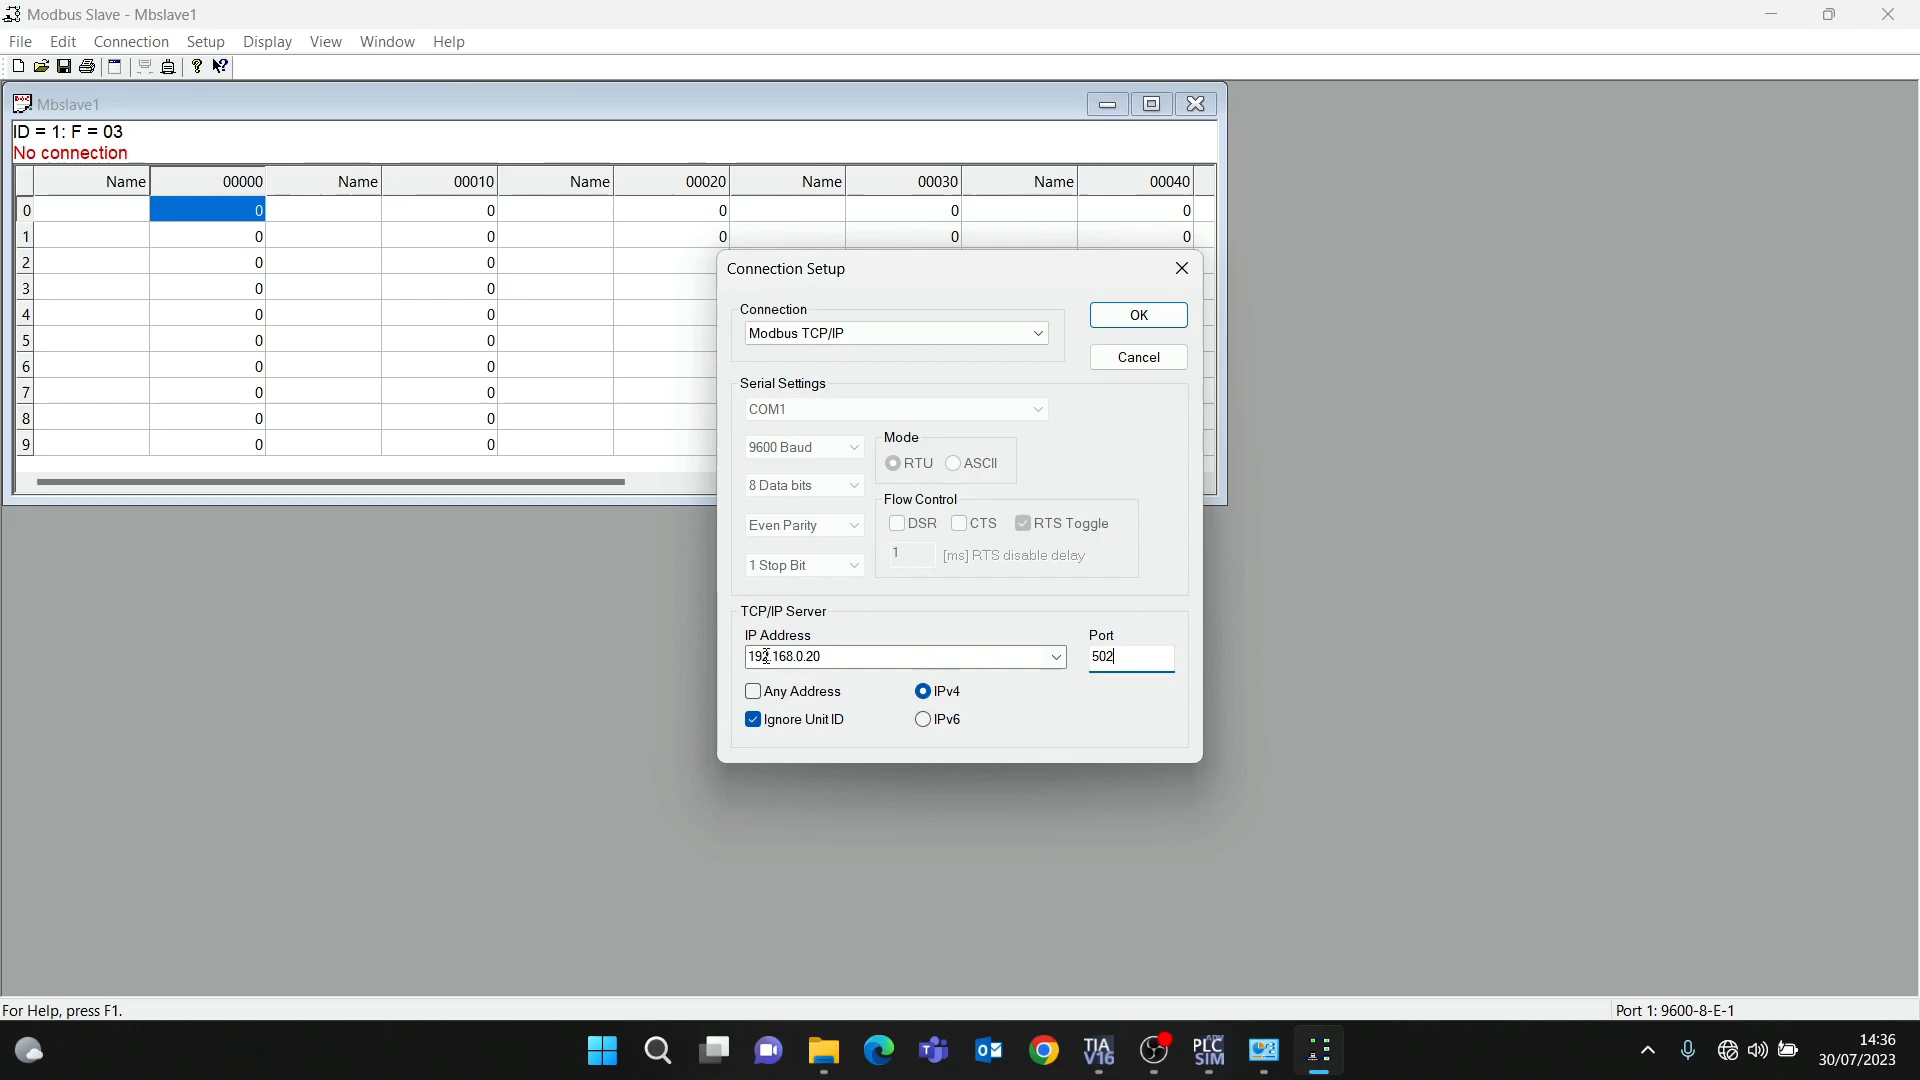 Modbus Slave - Mbslave1
File Edit Connection Setup Display View Window Help
Mbslave1
ID = 1: F = 03
No connection
Name 00000 Name 00010 Name 00020 Name 00030 Name 00040
0 0 0 0 0 0
1 0 0 0 0 0
2 0 0
3 0 0
4 0 0
5 0 0
6 0 0
7 0 0
8 0 0
9 0 0
Connection Setup
Connection
OK
Modbus TCP/IP
Cancel
Serial Settings
COM1
Mode
9600 Baud
RTU ASCII
8 Data bits
Flow Control
Even Parity
DSR CTS RTS Toggle
1 [ms] RTS disable delay
1 Stop Bit
TCP/IP Server
IP Address Port
192.168.0.20 502
Any Address IPv4
Ignore Unit ID IPv6
For Help, press F1.
Port 1: 9600-8-E-1
TIA V16
PLC SIM ADV
14:36
30/07/2023